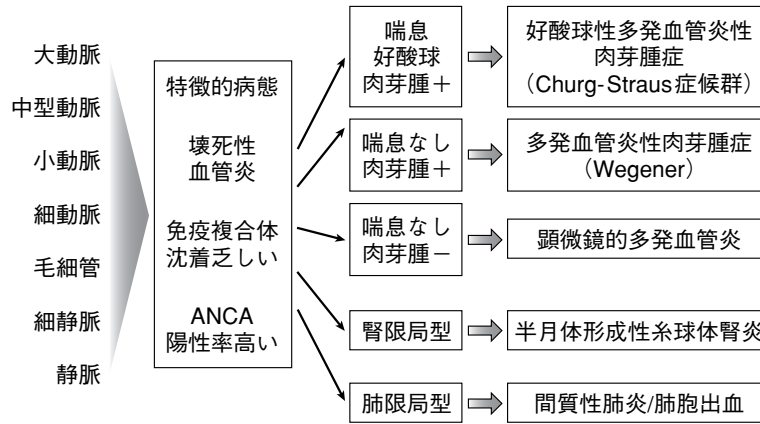 大動脈
中型動脈
小動脈
細動脈
毛細管
細静脈
静脈
特徴的病態
壊死性
血管炎
免疫複合体
沈着乏しい
ANCA
陽性率高い
喘息
好酸球
肉芽腫＋
好酸球性多発血管炎性
肉芽腫症
（Churg-Straus症候群）
喘息なし
肉芽腫＋
多発血管炎性肉芽腫症
（Wegener）
喘息なし
肉芽腫－
顕微鏡的多発血管炎
腎限局型
半月体形成性糸球体腎炎
肺限局型
間質性肺炎/肺胞出血